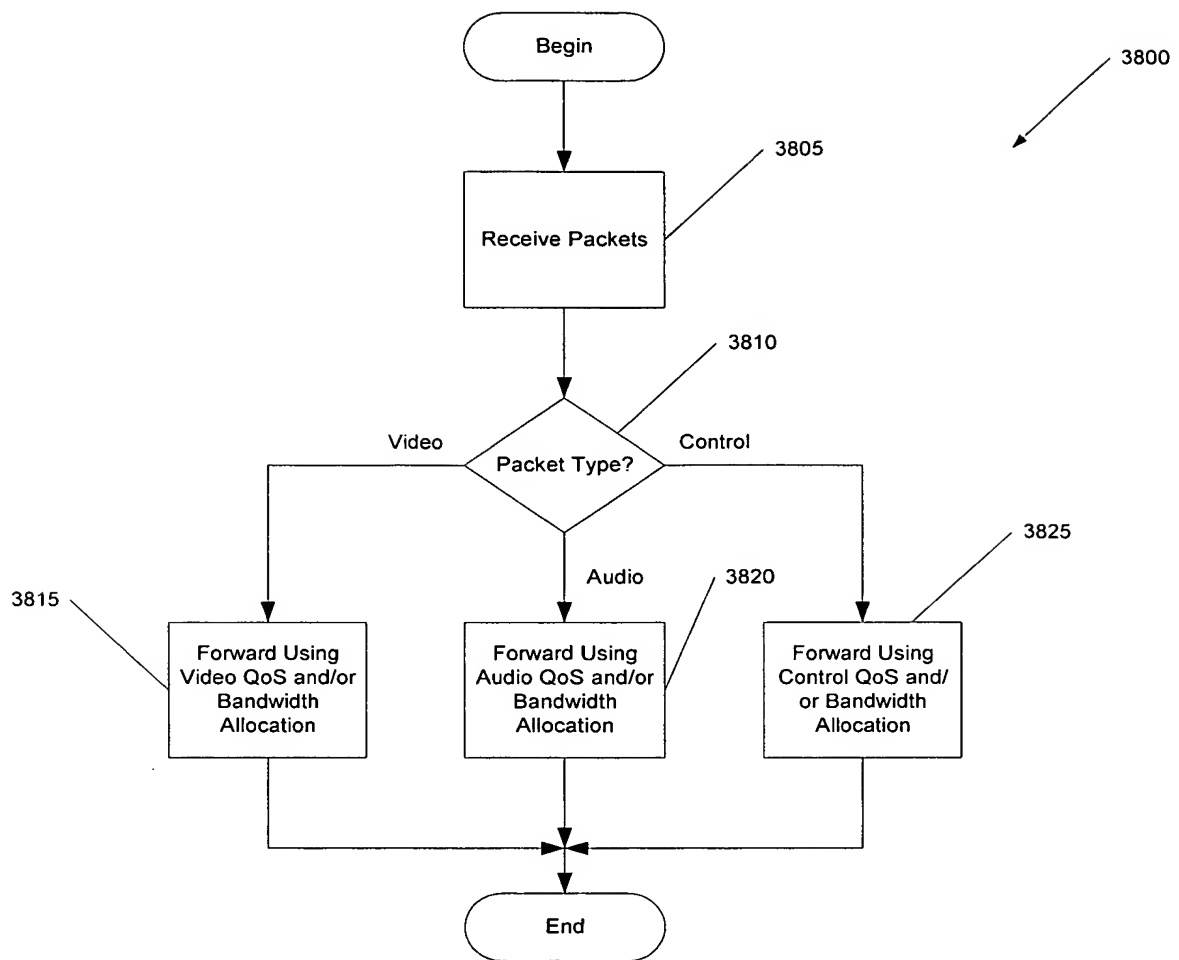 Begin
3800
3805
Receive Packets
3810
Video
Packet Type?
Control
3825
Audio
3820
3815
Forward Using
Video QoS and/or
Bandwidth
Allocation
Forward Using
Audio QoS and/or
Bandwidth
Allocation
Forward Using
Control QoS and/
or Bandwidth
Allocation
End